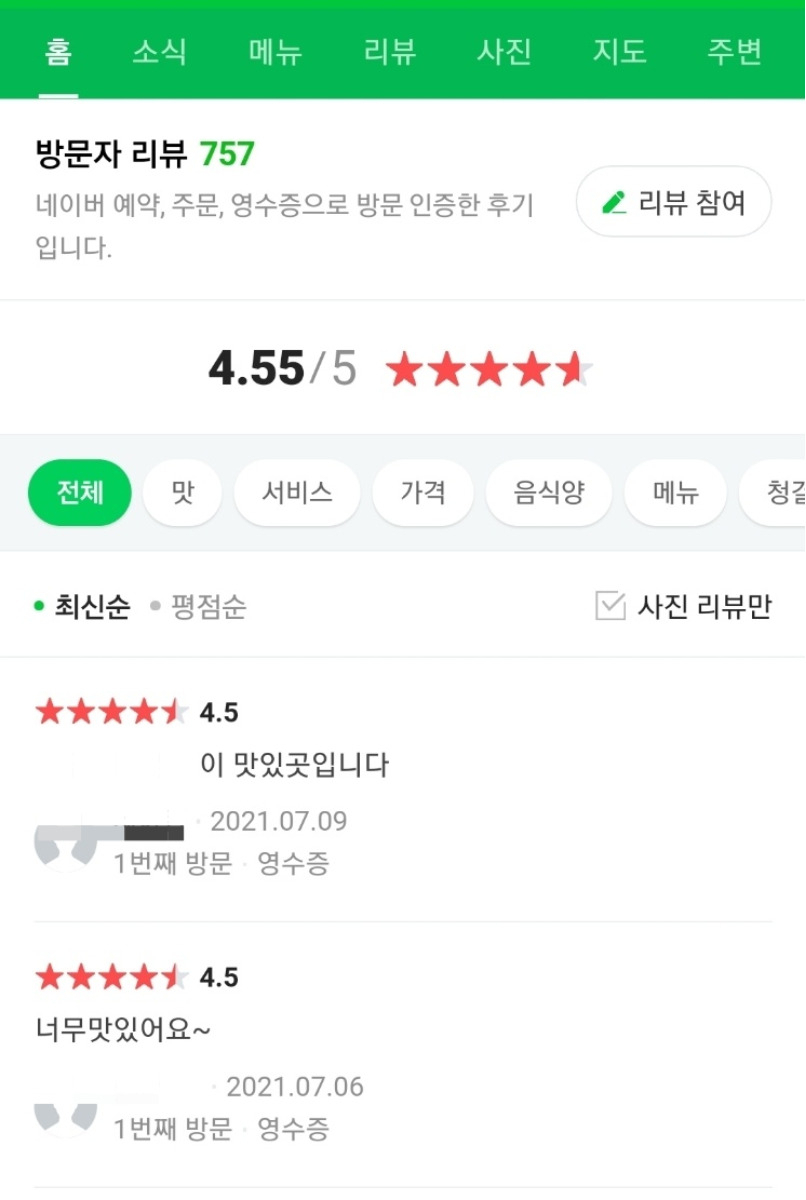 홈 소식 메뉴 리뷰 사진 지도 주변
방문자 리뷰 757
네이버 예약, 주문, 영수증으로 방문 인증한 후기
입니다.
리뷰 참여
4.55/5
전체 맛 서비스 가격 음식양 메뉴 청결
최신순 평점순 사진 리뷰만
4.5
이 맛있곳입니다
· 2021.07.09
1번째 방문 · 영수증
4.5
너무맛있어요~
· 2021.07.06
1번째 방문 · 영수증